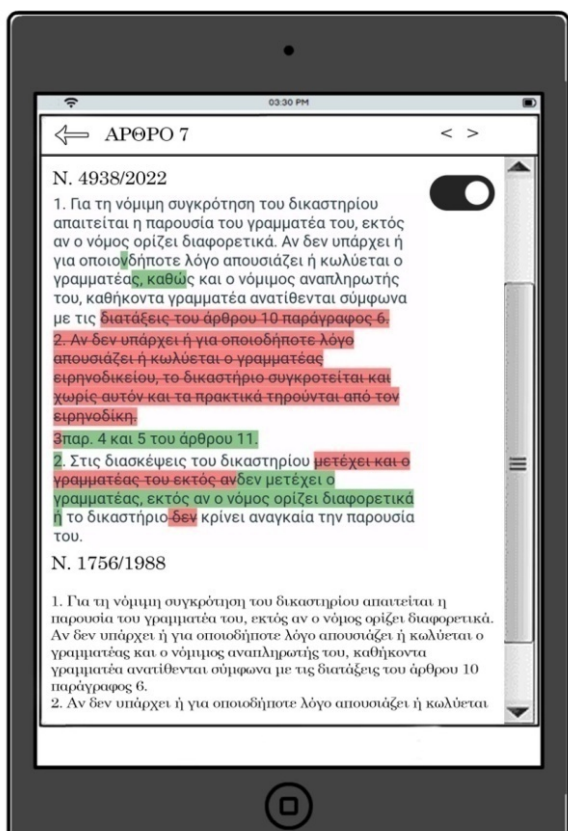 03:30 PM
ΑΡΘΡΟ 7 < >
Ν. 4938/2022
1. Για τη νόμιμη συγκρότηση του δικαστηρίου
απαιτείται η παρουσία του γραμματέα του, εκτός
αν ο νόμος ορίζει διαφορετικά. Αν δεν υπάρχει ή
για οποιονδήποτε λόγο απουσιάζει ή κωλύεται ο
γραμματέας, καθώς και ο νόμιμος αναπληρωτής
του, καθήκοντα γραμματέα ανατίθενται σύμφωνα
με τις διατάξεις του άρθρου 10 παράγραφος 6.
2. Αν δεν υπάρχει ή για οποιοδήποτε λόγο
απουσιάζει ή κωλύεται ο γραμματέας
ειρηνοδικείου, το δικαστήριο συγκροτείται και
χωρίς αυτόν και τα πρακτικά τηρούνται από τον
ειρηνοδίκη.
3παρ. 4 και 5 του άρθρου 11.
2. Στις διασκέψεις του δικαστηρίου μετέχει και ο
γραμματέας του εκτός ανδεν μετέχει ο
γραμματέας, εκτός αν ο νόμος ορίζει διαφορετικά
ή το δικαστήριο δεν κρίνει αναγκαία την παρουσία
του.
Ν. 1756/1988
1. Για τη νόμιμη συγκρότηση του δικαστηρίου απαιτείται η
παρουσία του γραμματέα του, εκτός αν ο νόμος ορίζει διαφορετικά.
Αν δεν υπάρχει ή για οποιοδήποτε λόγο απουσιάζει ή κωλύεται ο
γραμματέας και ο νόμιμος αναπληρωτής του, καθήκοντα
γραμματέα ανατίθενται σύμφωνα με τις διατάξεις του άρθρου 10
παράγραφος 6.
2. Αν δεν υπάρχει ή για οποιοδήποτε λόγο απουσιάζει ή κωλύεται